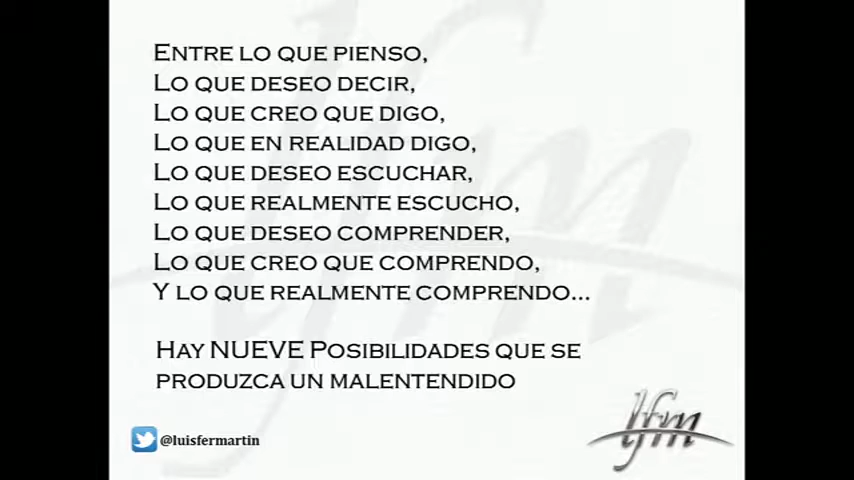 ENTRE LO QUE PIENSO,
LO QUE DESEO DECIR,
LO QUE CREO QUE DIGO,
LO QUE EN REALIDAD DIGO,
LO QUE DESEO ESCUCHAR,
LO QUE REALMENTE ESCUCHO,
LO QUE DESEO COMPRENDER,
LO QUE CREO QUE COMPRENDO,
Y LO QUE REALMENTE COMPRENDO...
HAY NUEVE POSIBILIDADES QUE SE
PRODUZCA UN MALENTENDIDO
@luisfermartin
lfm